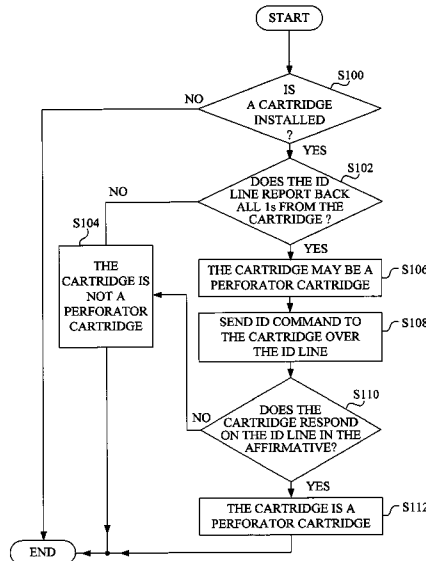 START
S100
IS
A CARTRIDGE
INSTALLED
?
NO
YES
S102
DOES THE ID
LINE REPORT BACK
ALL 1s FROM THE
CARTRIDGE ?
NO
YES
S104
THE
CARTRIDGE IS
NOT A
PERFORATOR
CARTRIDGE
S106
THE CARTRIDGE MAY BE A
PERFORATOR CARTRIDGE
S108
SEND ID COMMAND TO
THE CARTRIDGE OVER
THE ID LINE
S110
DOES THE
CARTRIDGE RESPOND
ON THE ID LINE IN THE
AFFIRMATIVE?
NO
YES
S112
THE CARTRIDGE IS A
PERFORATOR CARTRIDGE
END